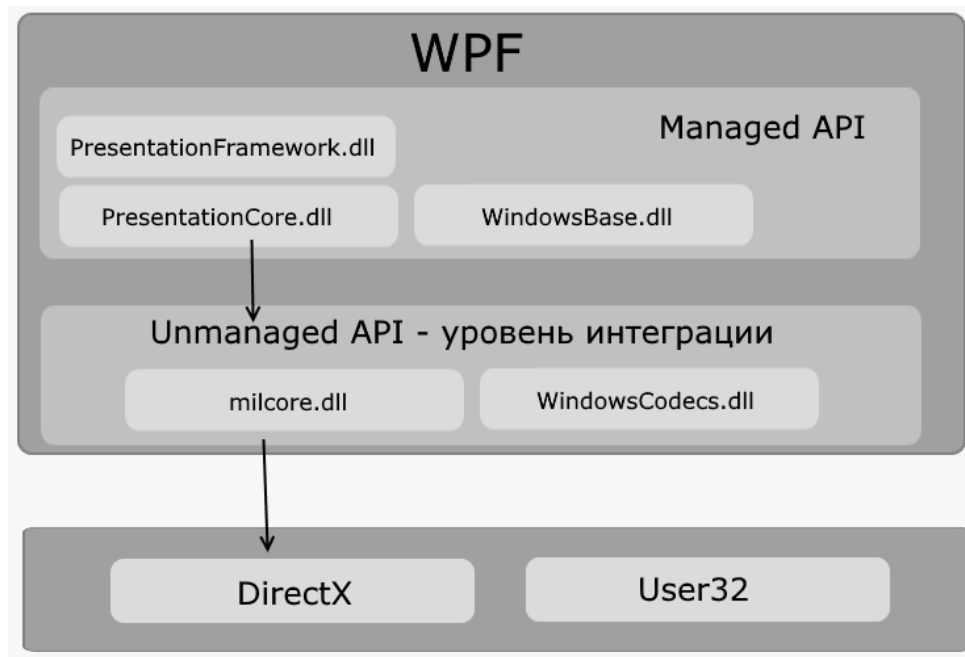 WPF
Managed API
PresentationFramework.dll
PresentationCore.dll
WindowsBase.dll
Unmanaged API - уровень интеграции
milcore.dll
WindowsCodecs.dll
DirectX
User32